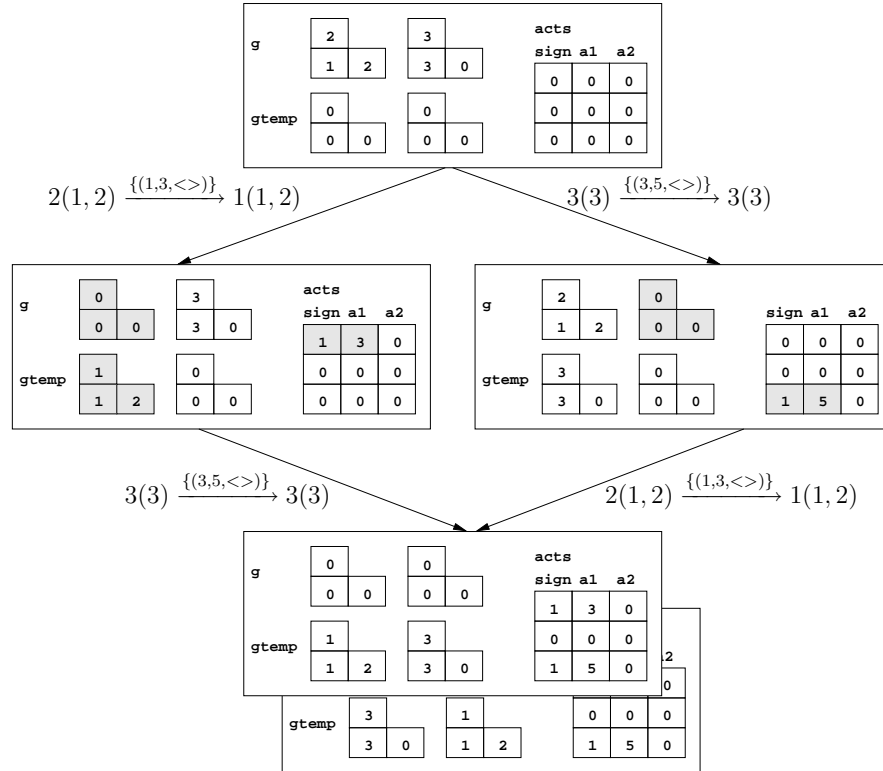 g 2 3 acts
sign a1 a2
1 2 3 0
0 0 0
gtemp 0 0 0 0 0
0 0 0 0
0 0 0
2(1, 2) {(1,3,<>)} 1(1, 2) 3(3) {(3,5,<>)} 3(3)
g 0 3 acts
0 0 3 0 sign a1 a2
1 3 0
gtemp 1 0 0 0 0
1 2 0 0 0 0 0
g 2 0
1 2 0 0 sign a1 a2
0 0 0
gtemp 3 0 0 0 0
3 0 0 0 1 5 0
3(3) {(3,5,<>)} 3(3) 2(1, 2) {(1,3,<>)} 1(1, 2)
g 0 0 acts
0 0 0 0 sign a1 a2
1 3 0
gtemp 1 3 0 0 0
1 2 3 0 1 5 0
0
gtemp 3 1 0 0 0
3 0 1 2 1 5 0